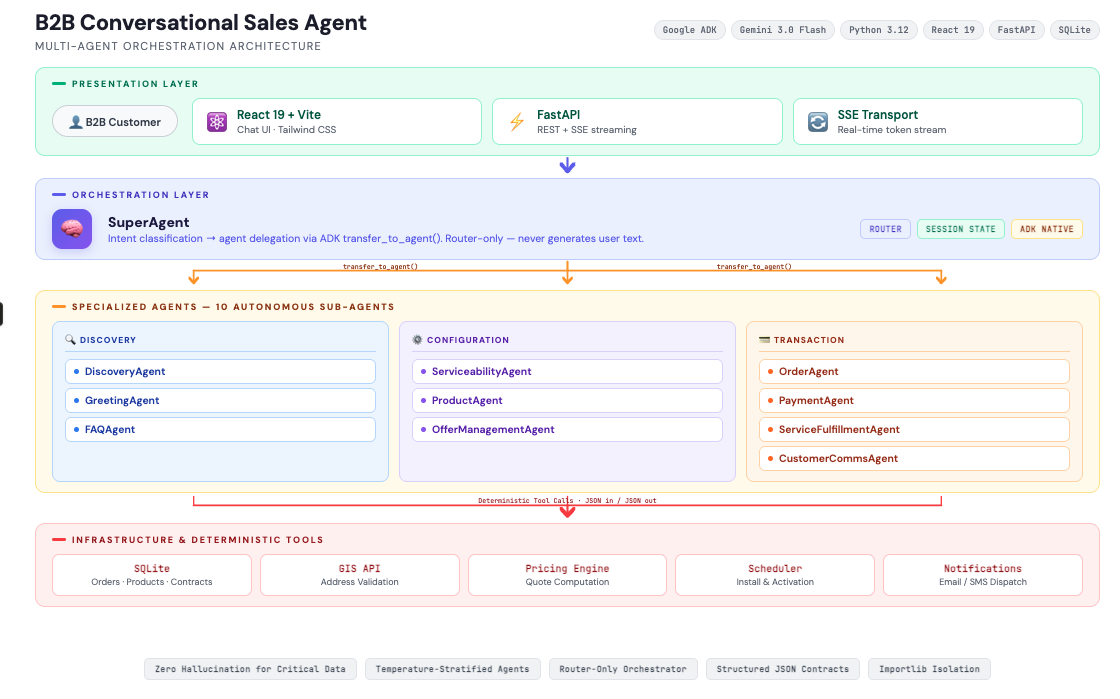 B2B Conversational Sales Agent
MULTI-AGENT ORCHESTRATION ARCHITECTURE
Google ADK Gemini 3.0 Flash Python 3.12 React 19 FastAPI SQLite
PRESENTATION LAYER
B2B Customer
React 19 + Vite
Chat UI · Tailwind CSS
FastAPI
REST + SSE streaming
SSE Transport
Real-time token stream
ORCHESTRATION LAYER
SuperAgent
Intent classification → agent delegation via ADK transfer_to_agent(). Router-only — never generates user text.
ROUTER SESSION STATE ADK NATIVE
transfer_to_agent() transfer_to_agent()
SPECIALIZED AGENTS — 10 AUTONOMOUS SUB-AGENTS
DISCOVERY
DiscoveryAgent
GreetingAgent
FAQAgent
CONFIGURATION
ServiceabilityAgent
ProductAgent
OfferManagementAgent
TRANSACTION
OrderAgent
PaymentAgent
ServiceFulfillmentAgent
CustomerCommsAgent
Deterministic Tool Calls · JSON in / JSON out
INFRASTRUCTURE & DETERMINISTIC TOOLS
SQLite
Orders · Products · Contracts
GIS API
Address Validation
Pricing Engine
Quote Computation
Scheduler
Install & Activation
Notifications
Email / SMS Dispatch
Zero Hallucination for Critical Data Temperature-Stratified Agents Router-Only Orchestrator Structured JSON Contracts Importlib Isolation